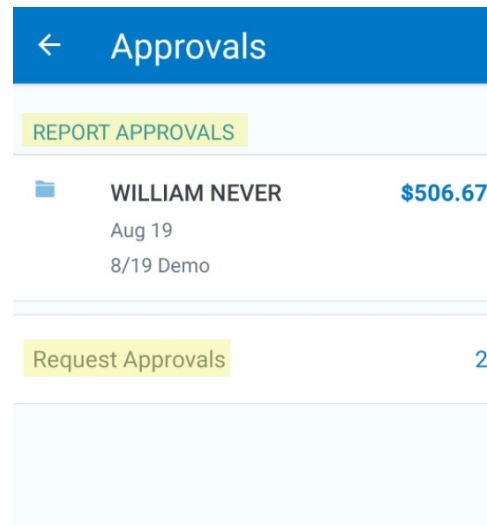 Approvals
REPORT APPROVALS
WILLIAM NEVER $506.67
Aug 19
8/19 Demo
Request Approvals 2